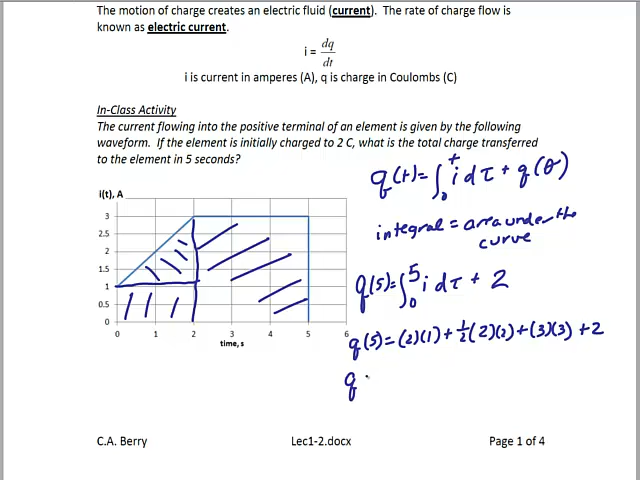 The motion of charge creates an electric fluid (current). The rate of charge flow is
known as electric current.
i = dq/dt
i is current in amperes (A), q is charge in Coulombs (C)
In-Class Activity
The current flowing into the positive terminal of an element is given by the following
waveform. If the element is initially charged to 2 C, what is the total charge transferred
to the element in 5 seconds?
q(t) = ∫₀ᵗ i dτ + q(0)
integral = area under the
curve
q(5) = ∫₀⁵ i dτ + 2
q(5) = (2)(1) + ½(2)(2) + (3)(3) + 2
q
i(t), A
3
2.5
2
1.5
1
0.5
0
0 1 2 3 4 5 6
time, s
C.A. Berry Lec1-2.docx Page 1 of 4